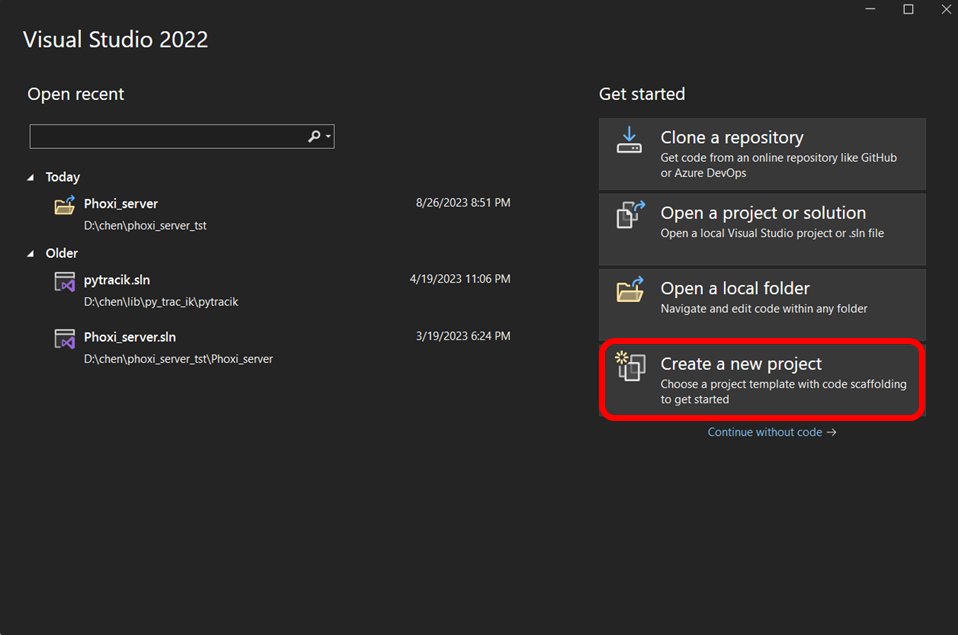 Visual Studio 2022
Open recent
Today
Phoxi_server
8/26/2023 8:51 PM
D:\chen\phoxi_server_tst
Older
pytracik.sln
4/19/2023 11:06 PM
D:\chen\lib\py_trac_ik\pytracik
Phoxi_server.sln
3/19/2023 6:24 PM
D:\chen\phoxi_server_tst\Phoxi_server
Get started
Clone a repository
Get code from an online repository like GitHub
or Azure DevOps
Open a project or solution
Open a local Visual Studio project or .sln file
Open a local folder
Navigate and edit code within any folder
Create a new project
Choose a project template with code scaffolding
to get started
Continue without code →